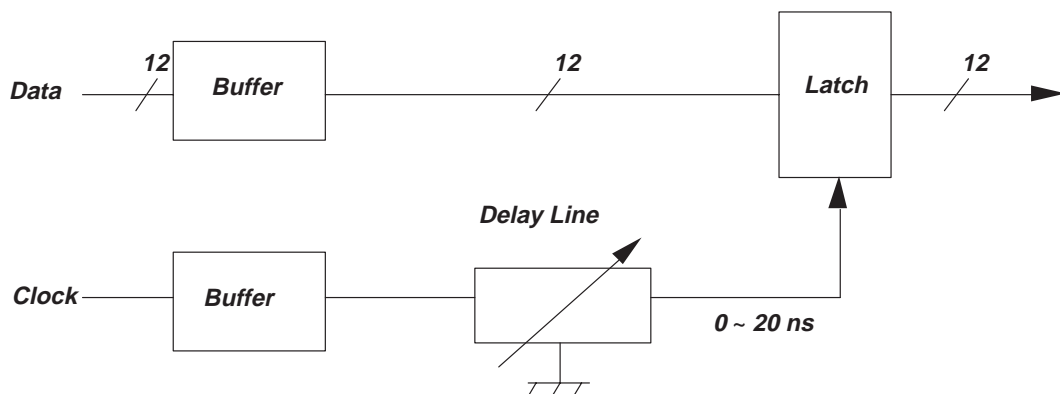 12
12
12
Data
Buffer
Latch
Delay Line
Clock
Buffer
0 ~ 20 ns